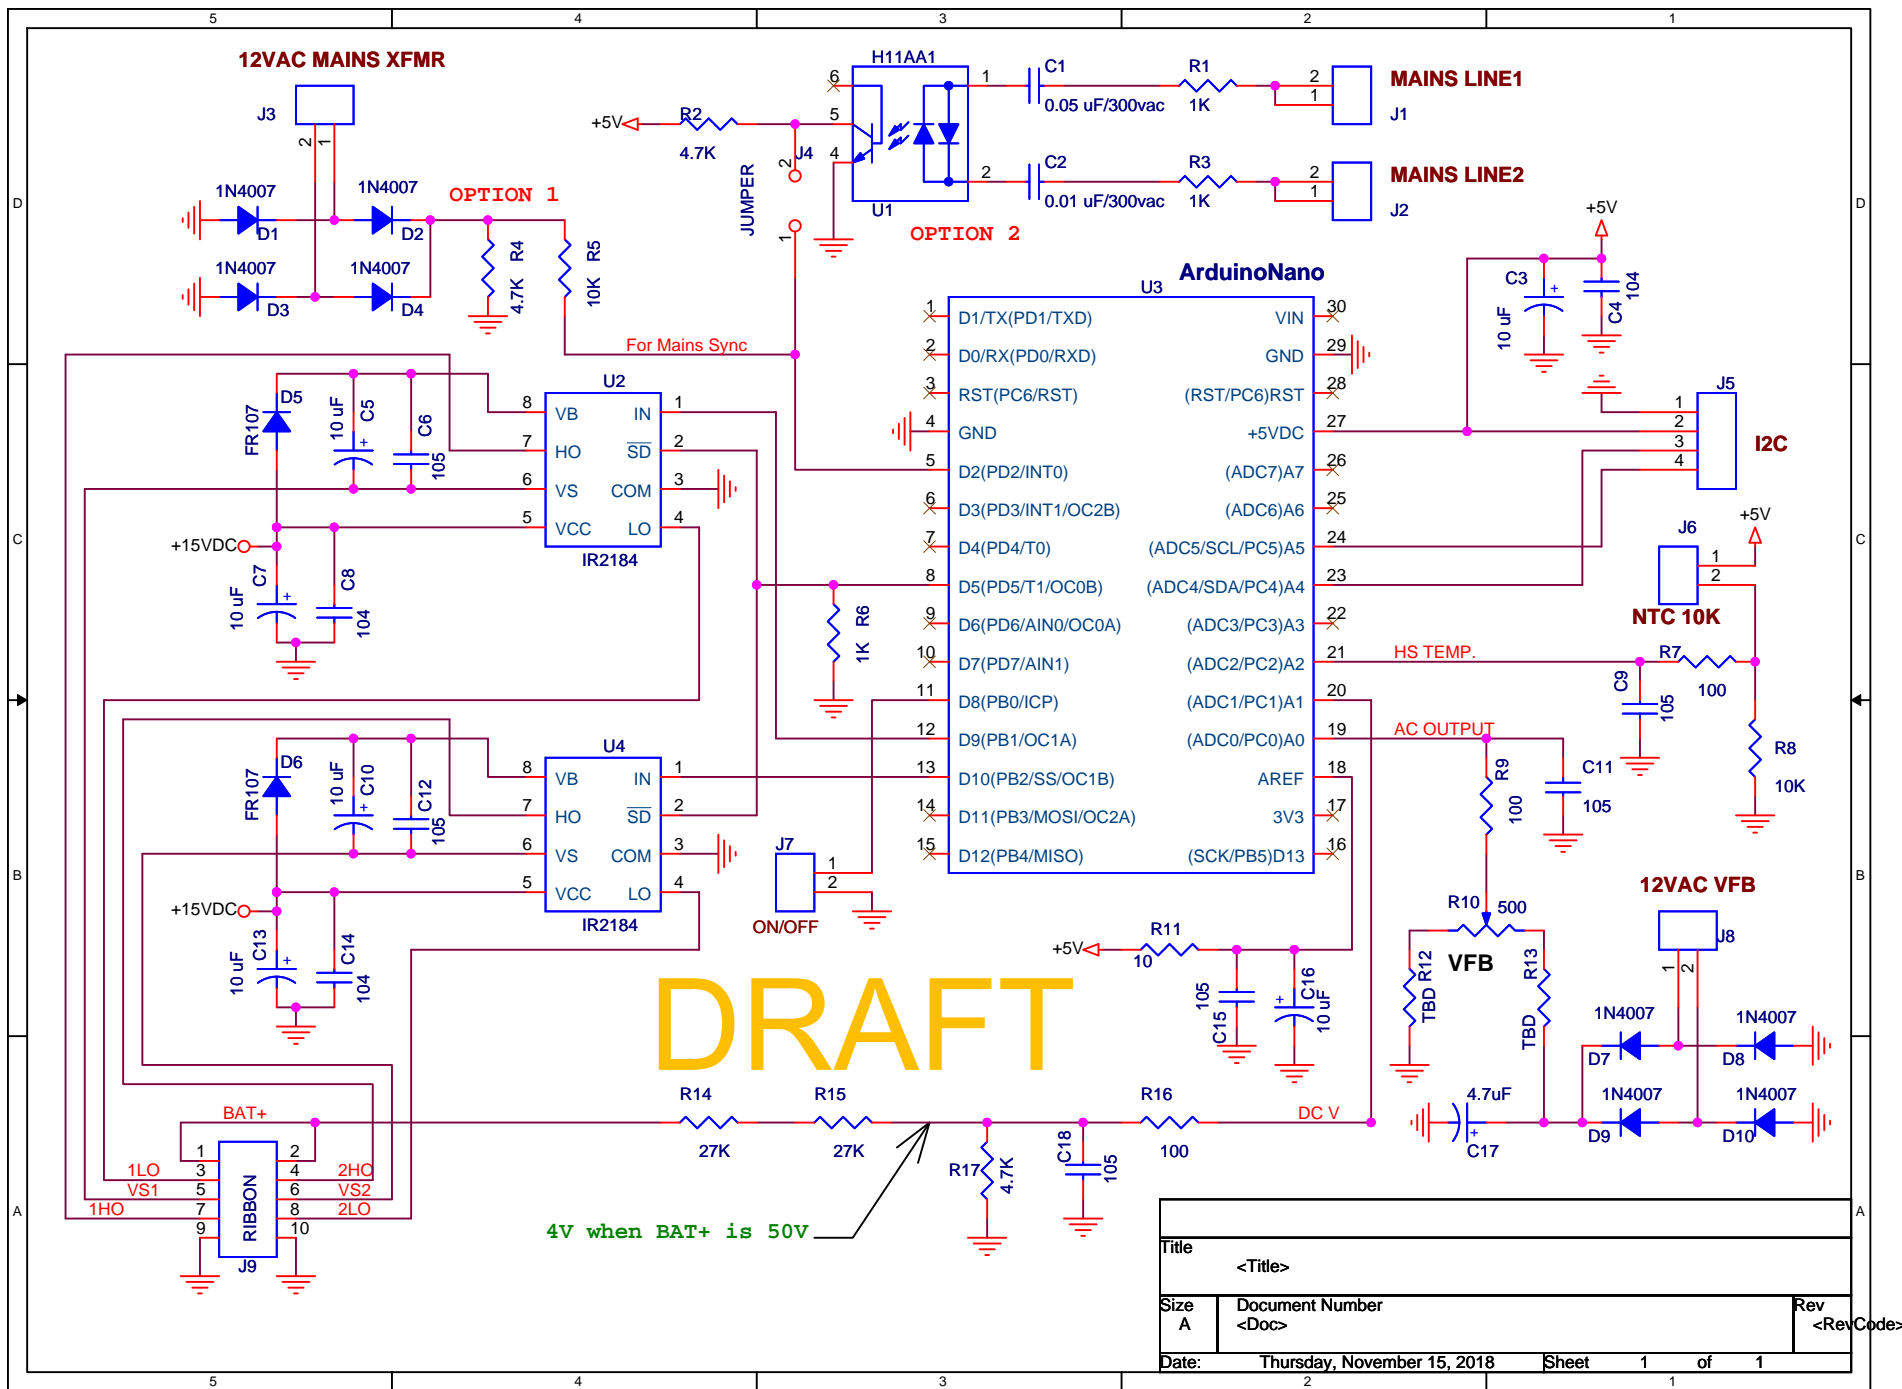 5 4 3 2 1
12VAC MAINS XFMR
J3
2 1
1N4007
D1
1N4007
D2
1N4007
D3
1N4007
D4
OPTION 1
4.7K R4
10K R5
For Mains Sync
+5V
R2
4.7K
JUMPER
J4
2
1
H11AA1
6
5
4
1
2
U1
OPTION 2
C1
0.05 uF/300vac
R1
1K
2
1
J1
MAINS LINE1
C2
0.01 uF/300vac
R3
1K
2
1
J2
MAINS LINE2
D
D
+5V
C3
10 uF
+
C4
104
ArduinoNano
U3
1 D1/TX(PD1/TXD)
2 D0/RX(PD0/RXD)
3 RST(PC6/RST)
4 GND
5 D2(PD2/INT0)
6 D3(PD3/INT1/OC2B)
7 D4(PD4/T0)
8 D5(PD5/T1/OC0B)
9 D6(PD6/AIN0/OC0A)
10 D7(PD7/AIN1)
11 D8(PB0/ICP)
12 D9(PB1/OC1A)
13 D10(PB2/SS/OC1B)
14 D11(PB3/MOSI/OC2A)
15 D12(PB4/MISO)
VIN 30
GND 29
(RST/PC6)RST 28
+5VDC 27
(ADC7)A7 26
(ADC6)A6 25
(ADC5/SCL/PC5)A5 24
(ADC4/SDA/PC4)A4 23
(ADC3/PC3)A3 22
(ADC2/PC2)A2 21
(ADC1/PC1)A1 20
(ADC0/PC0)A0 19
AREF 18
3V3 17
(SCK/PB5)D13 16
D5
FR107
10 uF C5
+
C6
105
U2
8 VB IN 1
7 HO SD 2
6 VS COM 3
5 VCC LO 4
IR2184
+15VDC
C7
10 uF
+
C8
104
C
C
J5
1
2
3
4
I2C
J6
+5V
1
2
NTC 10K
HS TEMP.
R7
100
C9
105
R8
10K
1K R6
D6
FR107
10 uF C10
+
C12
105
U4
8 VB IN 1
7 HO SD 2
6 VS COM 3
5 VCC LO 4
IR2184
+15VDC
C13
10 uF
+
C14
104
B
B
J7
1
2
ON/OFF
AC OUTPUT
R9
100
C11
105
R10 500
VFB
R12
TBD
R13
TBD
12VAC VFB
J8
1 2
1N4007
D7
1N4007
D8
1N4007
D9
1N4007
D10
4.7uF
+
C17
+5V
R11
10
105
C15
+
C16
10 uF
DRAFT
BAT+
R14
27K
R15
27K
R16
100
DC V
R17
4.7K
C18
105
4V when BAT+ is 50V
1 2
1LO 3 4 2HO
VS1 5 6 VS2
1HO 7 8 2LO
9 10
RIBBON
J9
A
A
Title
<Title>
Size Document Number Rev
A <Doc> <RevCode>
Date: Thursday, November 15, 2018 Sheet 1 of 1
5 4 3 2 1